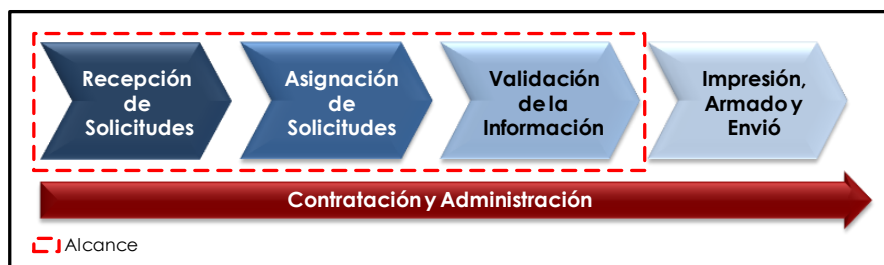 Recepción
de
Solicitudes
Asignación
de
Solicitudes
Validación
de la
Información
Impresión,
Armado y
Envió
Contratación y Administración
Alcance